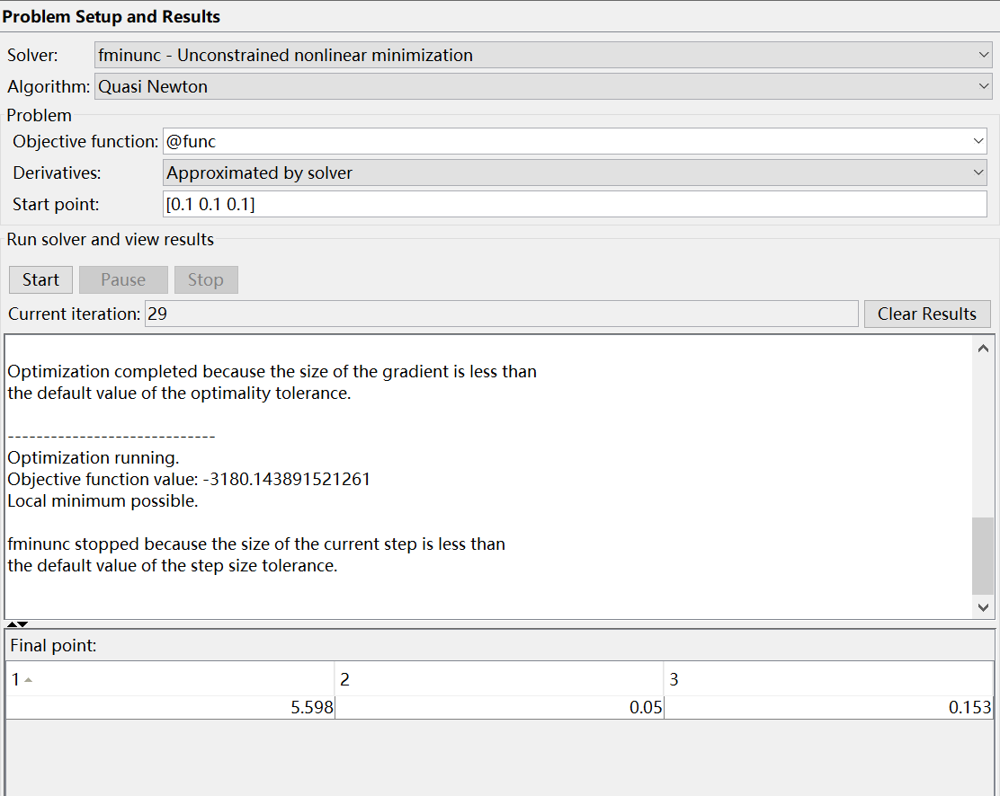 Problem Setup and Results
Solver: fminunc - Unconstrained nonlinear minimization
Algorithm: Quasi Newton
Problem
Objective function: @func
Derivatives: Approximated by solver
Start point: [0.1 0.1 0.1]
Run solver and view results
Start Pause Stop
Current iteration: 29 Clear Results
Optimization completed because the size of the gradient is less than
the default value of the optimality tolerance.
-----------------------------
Optimization running.
Objective function value: -3180.143891521261
Local minimum possible.
fminunc stopped because the size of the current step is less than
the default value of the step size tolerance.
Final point:
1 2 3
5.598 0.05 0.153